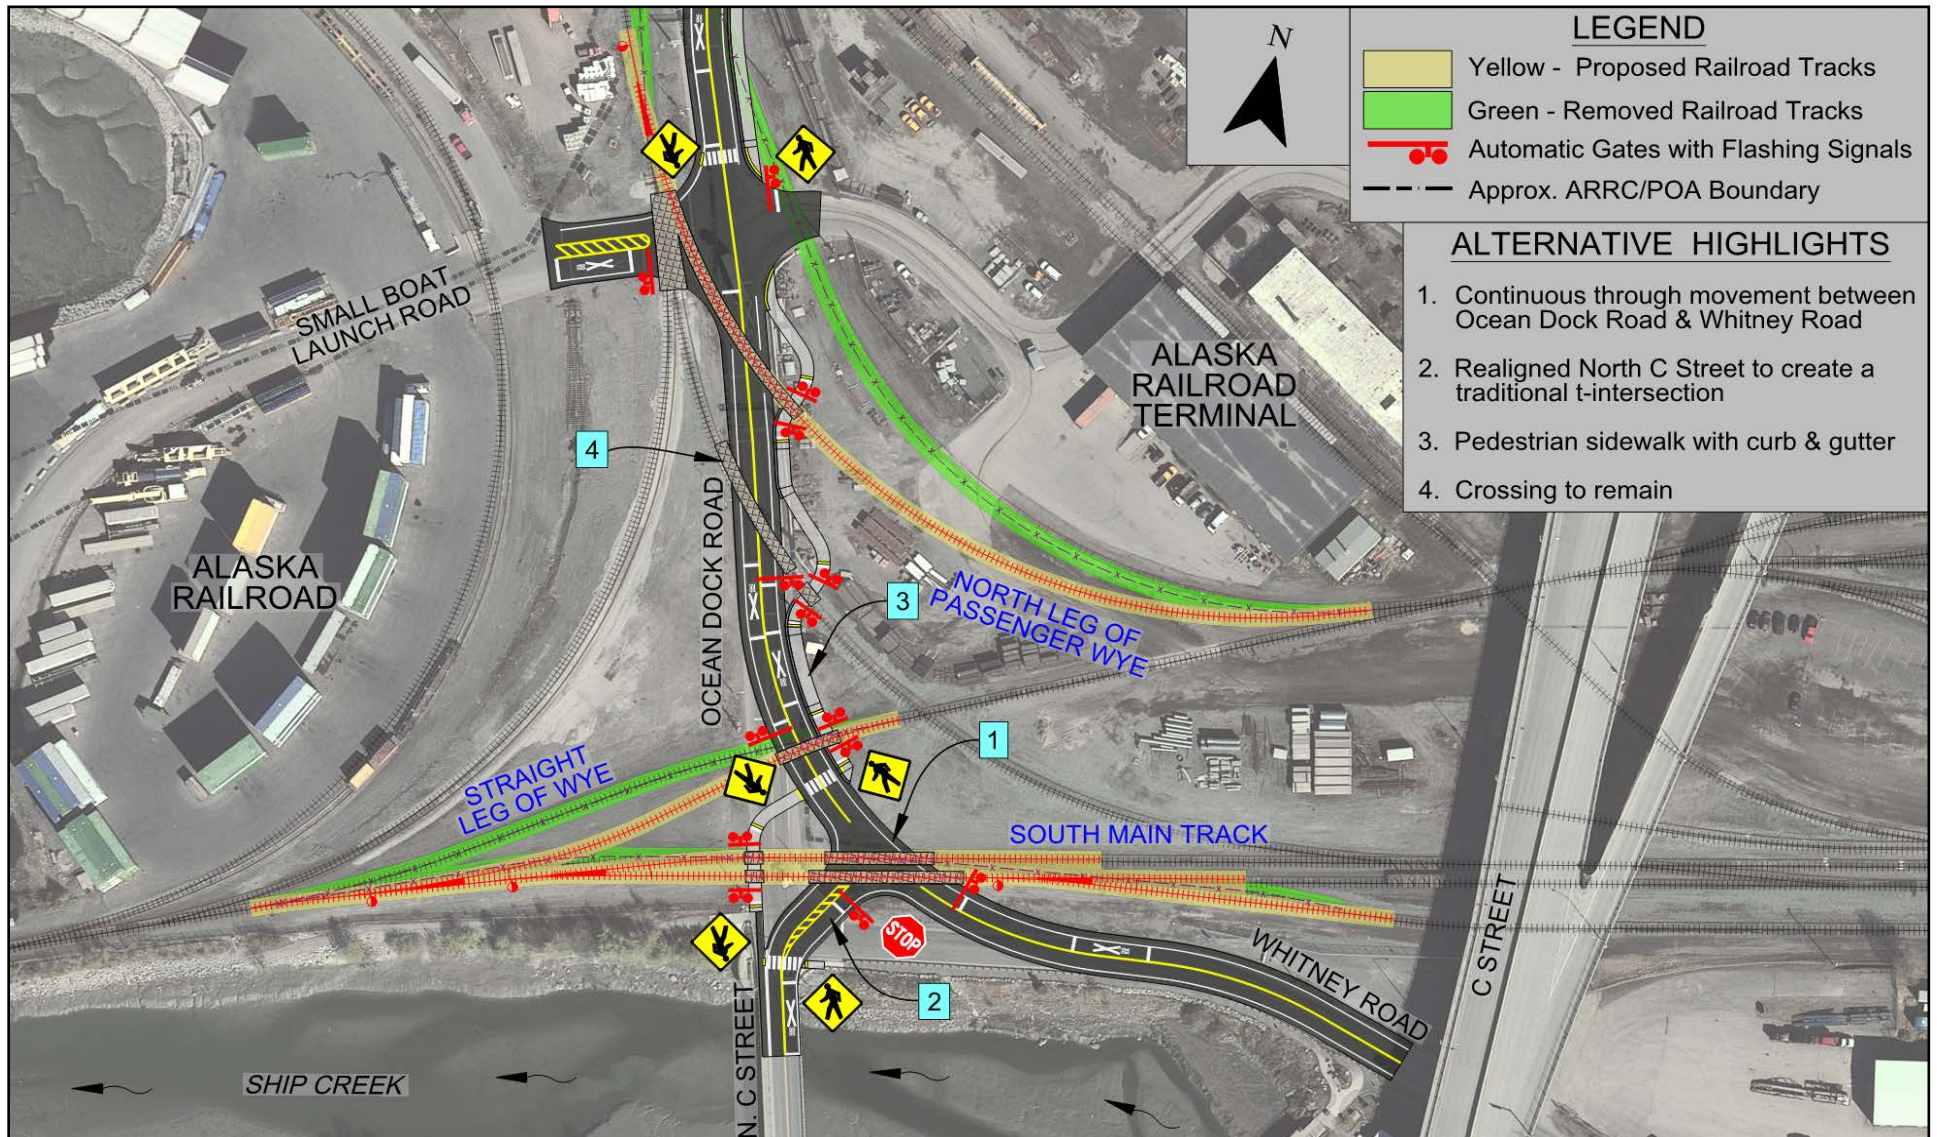 N
LEGEND
Yellow - Proposed Railroad Tracks
Green - Removed Railroad Tracks
Automatic Gates with Flashing Signals
Approx. ARRC/POA Boundary
ALTERNATIVE HIGHLIGHTS
1. Continuous through movement between
Ocean Dock Road & Whitney Road
2. Realigned North C Street to create a
traditional t-intersection
3. Pedestrian sidewalk with curb & gutter
4. Crossing to remain
SMALL BOAT
LAUNCH ROAD
ALASKA
RAILROAD
TERMINAL
4
OCEAN DOCK ROAD
ALASKA
RAILROAD
3
NORTH LEG OF
PASSENGER WYE
1
STRAIGHT
LEG OF WYE
SOUTH MAIN TRACK
STOP
2
WHITNEY ROAD
C STREET
N. C STREET
SHIP CREEK